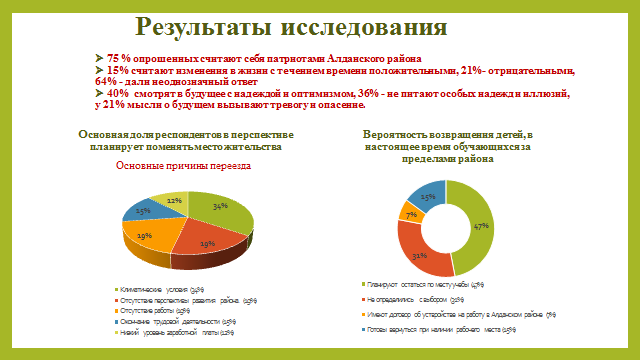 Результаты исследования
➢ 75 % опрошенных считают себя патриотами Алданского района
➢ 15% считают изменения в жизни с течением времени положительными, 21%- отрицательными,
64% - дали неоднозначный ответ
➢ 40% смотрят в будущее с надеждой и оптимизмом, 36% - не питают особых надежд и иллюзий,
у 21% мысли о будущем вызывают тревогу и опасение.
Основная доля респондентов в перспективе
планирует поменять место жительства
Основные причины переезда
34%
19%
19%
15%
12%
Климатические условия (34%)
Отсутствие перспективы развития района. (19%)
Отсутствие работы (19%)
Окончание трудовой деятельности (15%)
Низкий уровень заработной платы (12%)
Вероятность возвращения детей, в
настоящее время обучающихся за
пределами района
47%
31%
7%
15%
Планируют остаться по месту учебы (47%)
Не определились с выбором (31%)
Имеют договор об устройстве на работу в Алданском районе (7%)
Готовы вернуться при наличии рабочего места (15%)